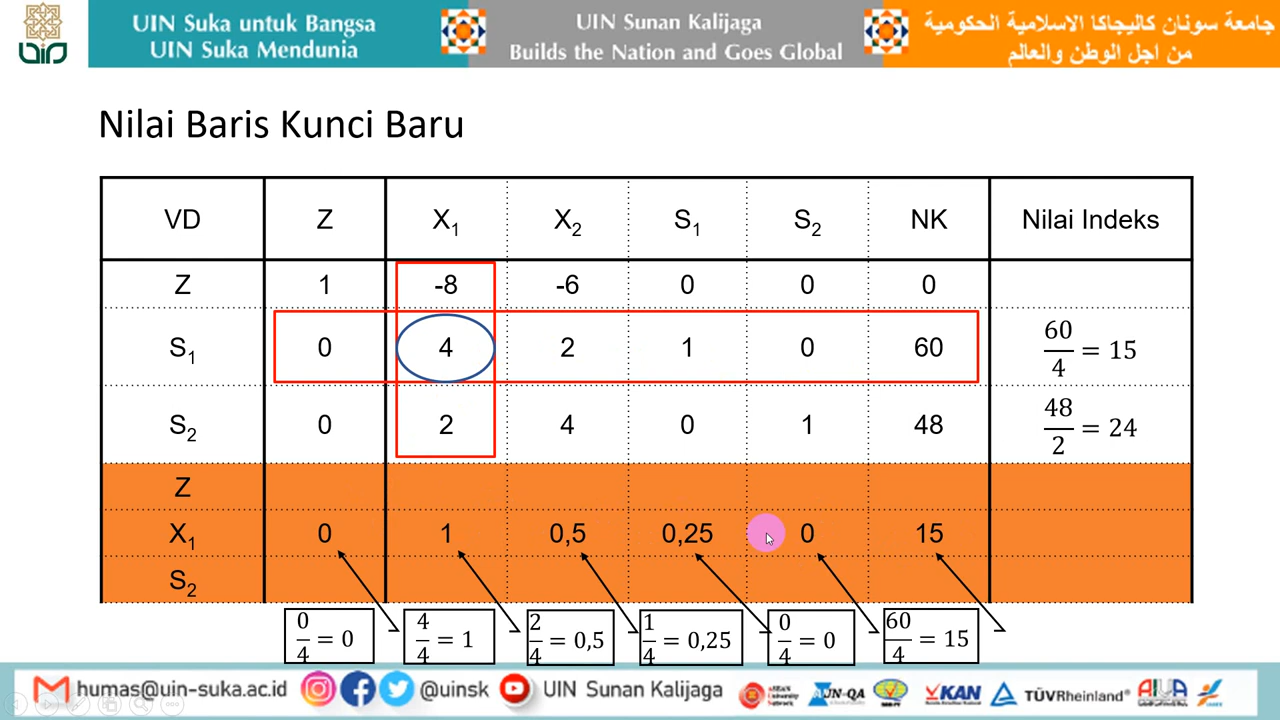 UIN Suka untuk Bangsa
UIN Suka Mendunia
UIN Sunan Kalijaga
Builds the Nation and Goes Global
جامعة سونان كاليجاكا الاسلامية الحكومية
من اجل الوطن والعالم
Nilai Baris Kunci Baru
VD Z X₁ X₂ S₁ S₂ NK Nilai Indeks
Z 1 -8 -6 0 0 0
S₁ 0 4 2 1 0 60 60/4 = 15
S₂ 0 2 4 0 1 48 48/2 = 24
Z
X₁ 0 1 0,5 0,25 0 15
S₂
0/4 = 0 4/4 = 1 2/4 = 0,5 1/4 = 0,25 0/4 = 0 60/4 = 15
humas@uin-suka.ac.id @uinsk UIN Sunan Kalijaga KAN TÜVRheinland